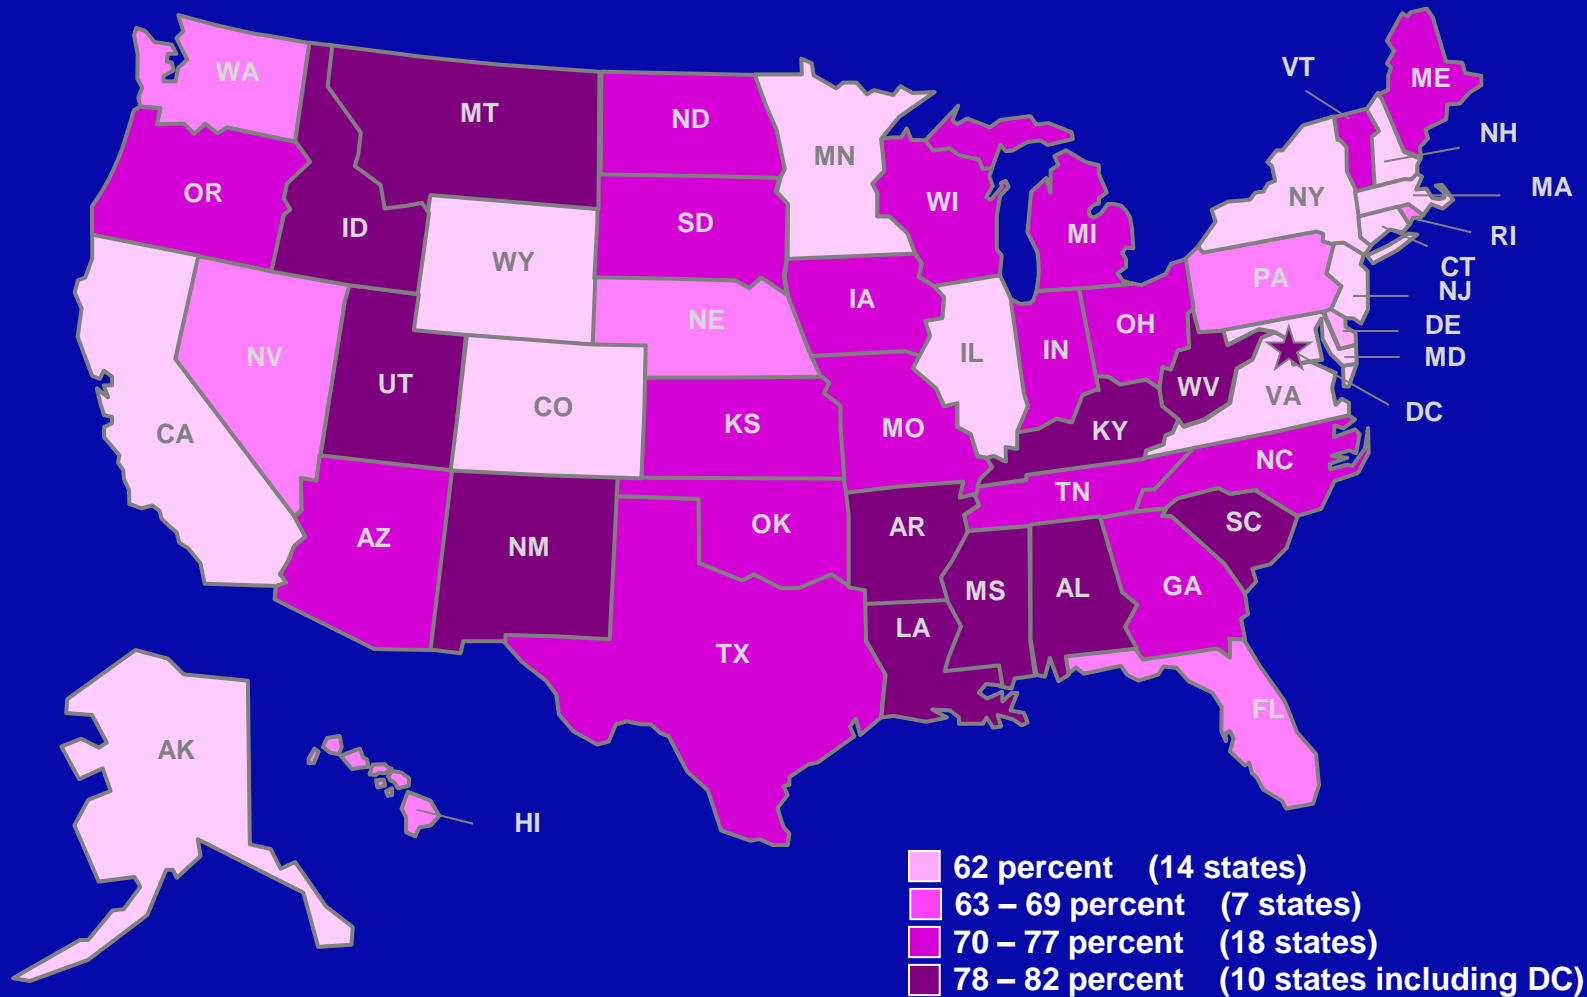 WA
MT
ND
MN
VT
ME
NH
OR
ID
SD
WI
MI
NY
MA
RI
WY
IA
PA
CT
NJ
NE
NV
UT
CO
IL
IN
OH
DE
MD
WV
VA
DC
CA
KS
MO
KY
NC
AZ
NM
OK
AR
TN
SC
TX
LA
MS
AL
GA
FL
AK
HI
62 percent (14 states)
63 – 69 percent (7 states)
70 – 77 percent (18 states)
78 – 82 percent (10 states including DC)